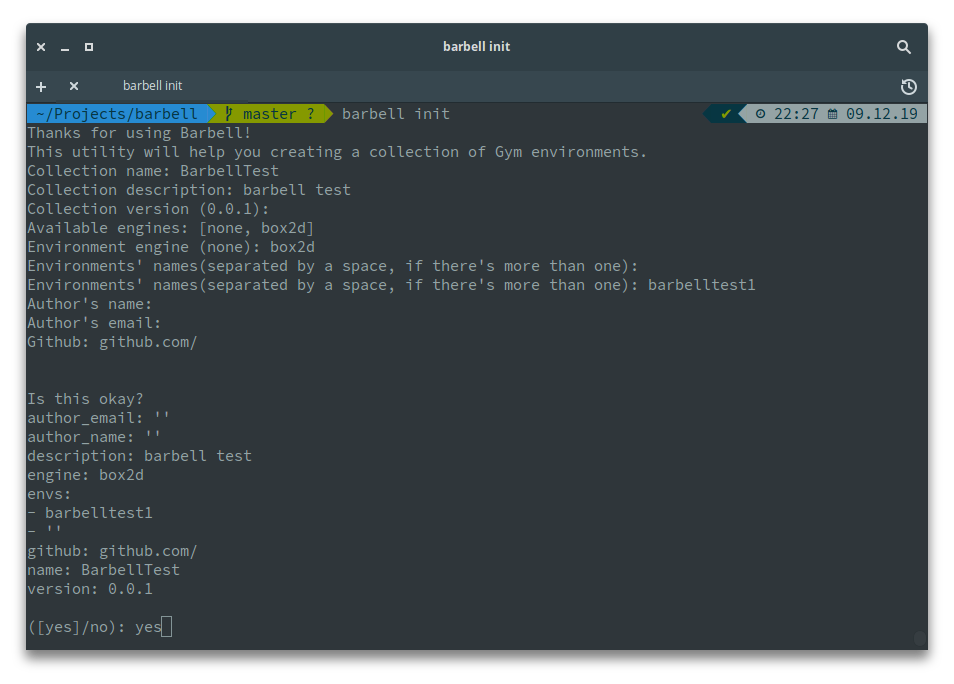 barbell init
barbell init
~/Projects/barbell master ? barbell init ✔ 22:27 09.12.19
Thanks for using Barbell!
This utility will help you creating a collection of Gym environments.
Collection name: BarbellTest
Collection description: barbell test
Collection version (0.0.1):
Available engines: [none, box2d]
Environment engine (none): box2d
Environments' names(separated by a space, if there's more than one):
Environments' names(separated by a space, if there's more than one): barbelltest1
Author's name:
Author's email:
Github: github.com/
Is this okay?
author_email: ''
author_name: ''
description: barbell test
engine: box2d
envs:
- barbelltest1
- ''
github: github.com/
name: BarbellTest
version: 0.0.1
([yes]/no): yes